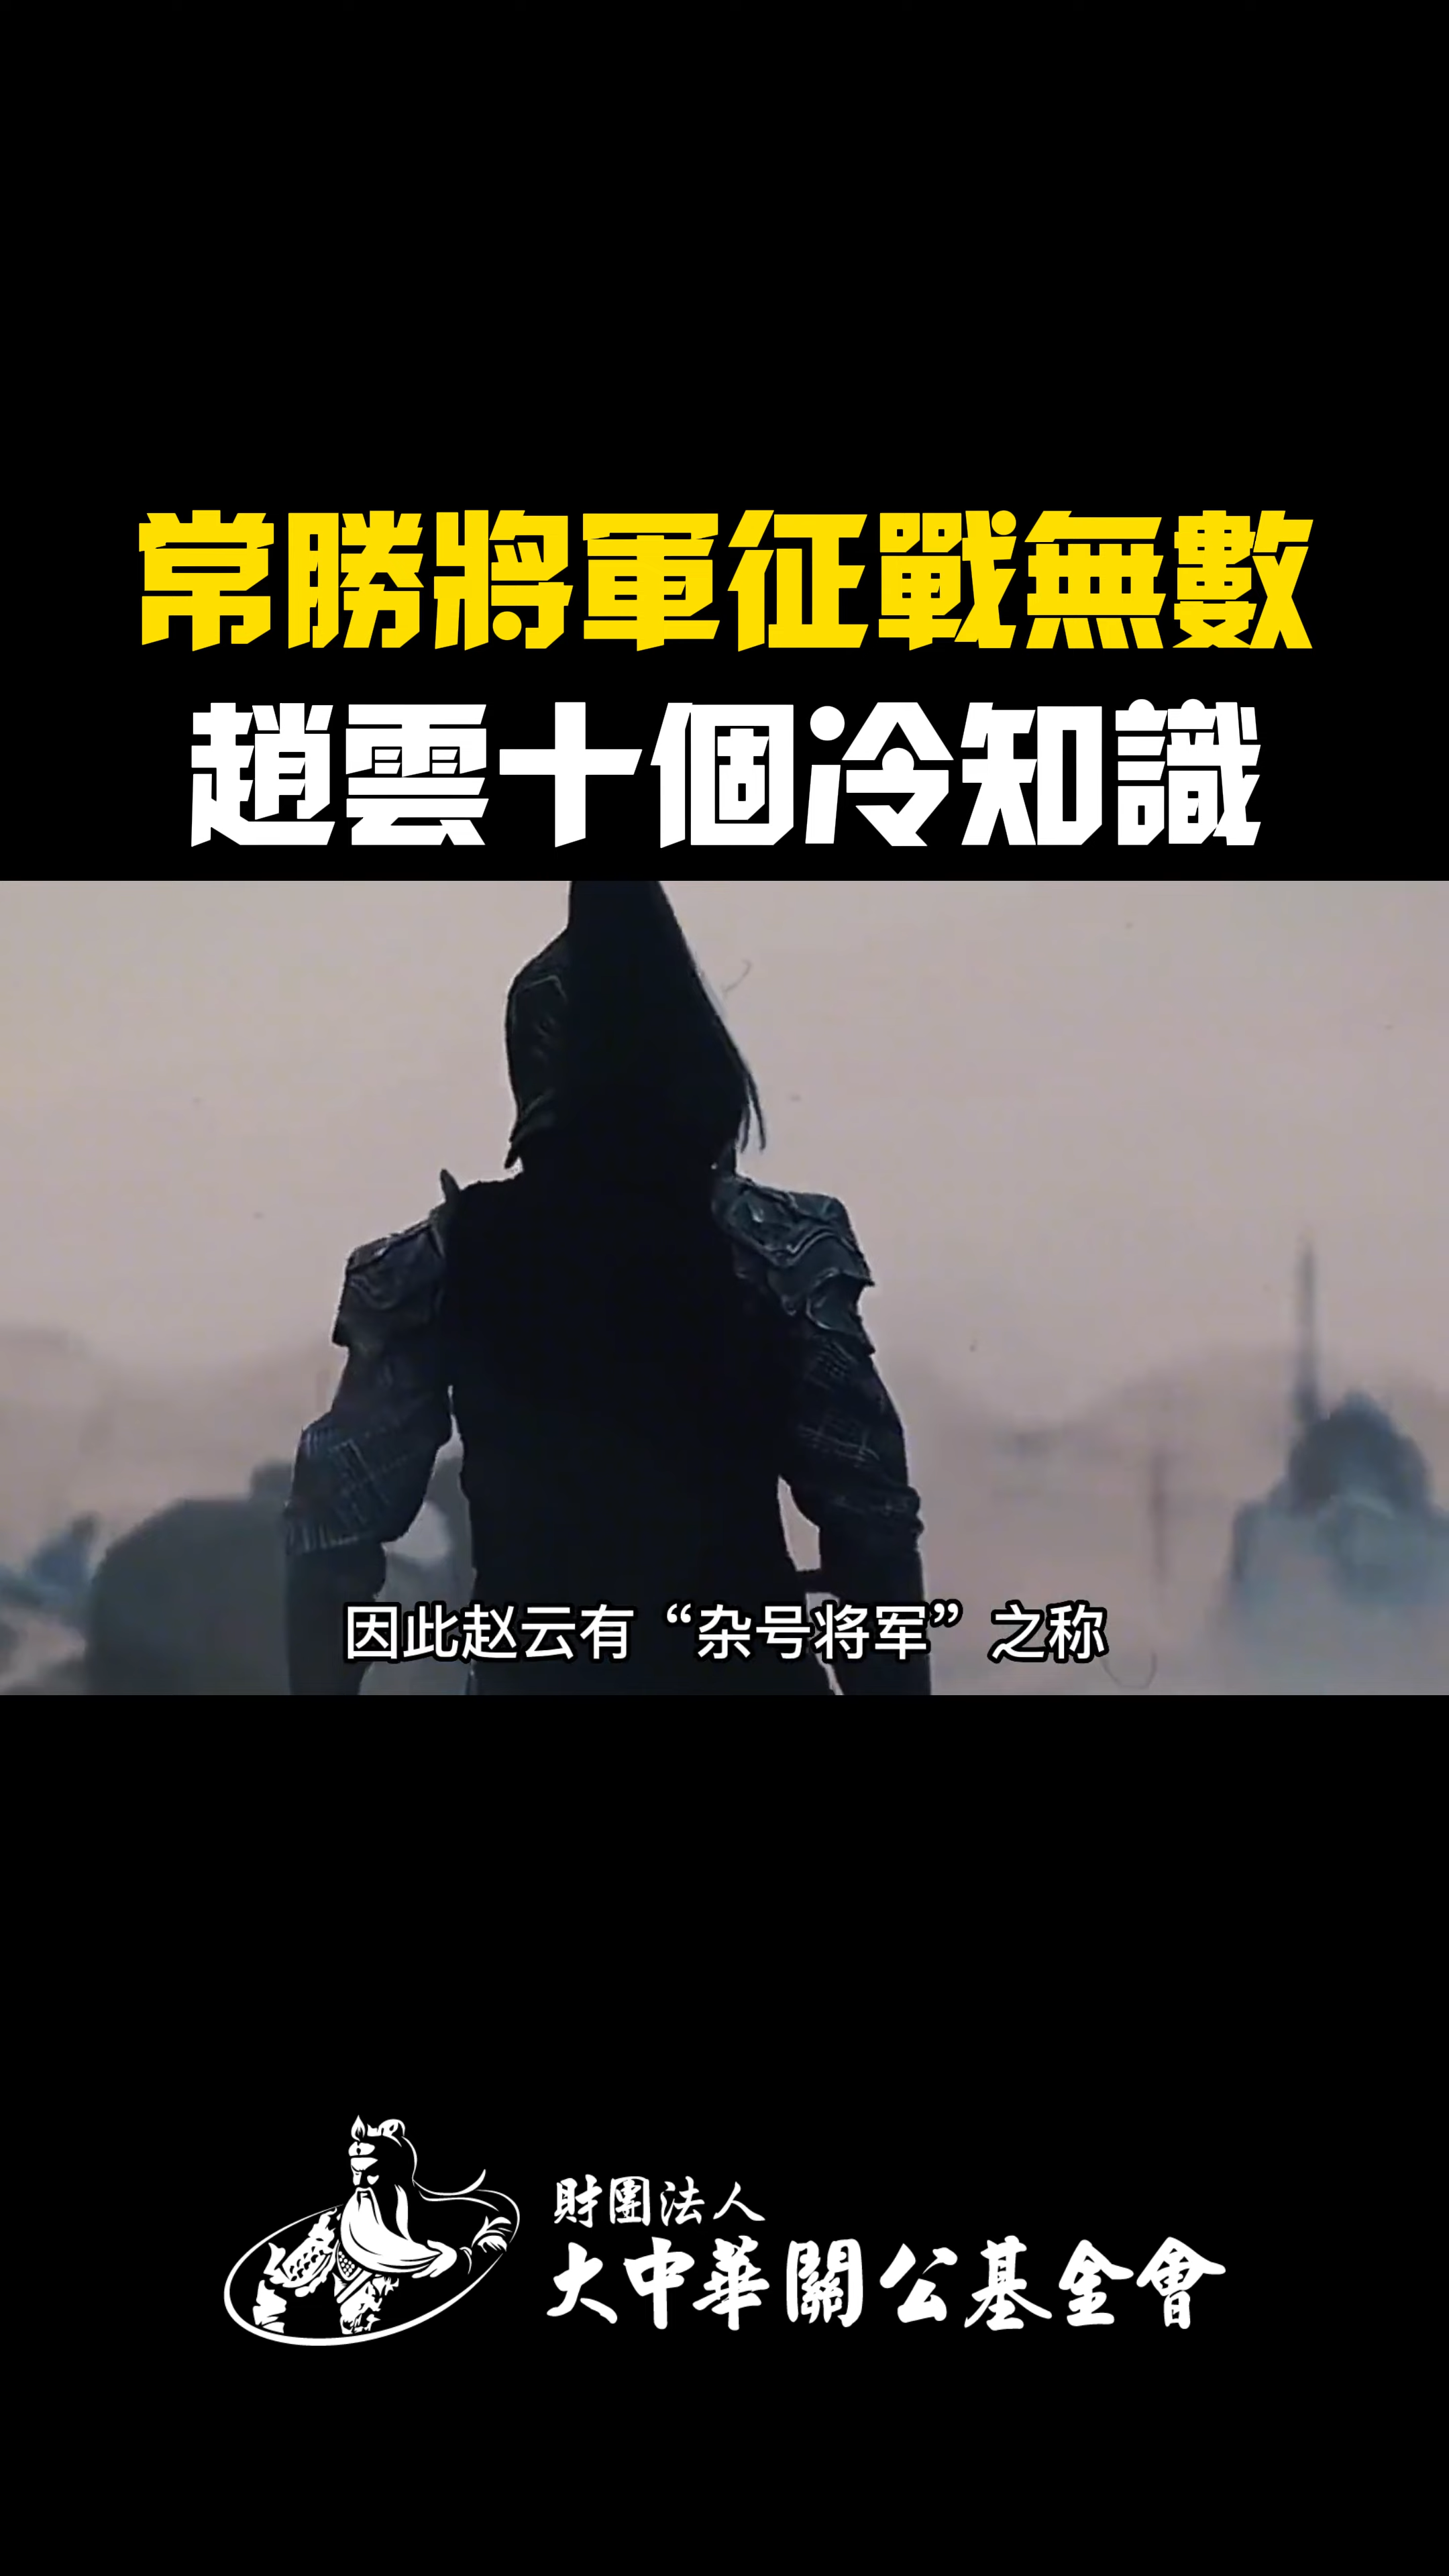 常勝將軍征戰無數
趙雲十個冷知識
因此赵云有“杂号将军”之称
財團法人
大中華關公基金會